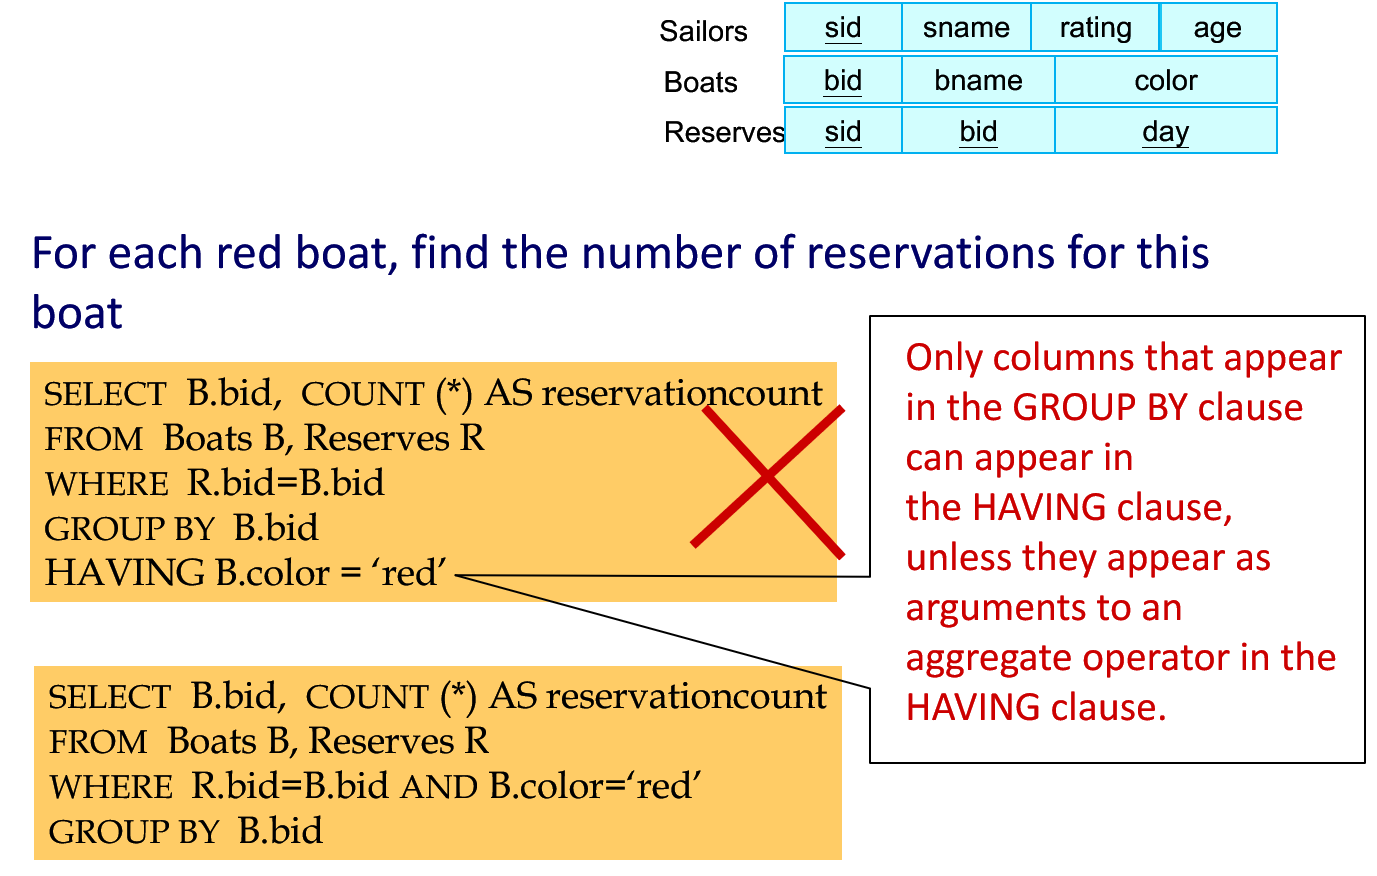 Sailors sid sname rating age
Boats bid bname color
Reserves sid bid day
For each red boat, find the number of reservations for this
boat
SELECT B.bid, COUNT (*) AS reservationcount
FROM Boats B, Reserves R
WHERE R.bid=B.bid
GROUP BY B.bid
HAVING B.color = ‘red’
Only columns that appear
in the GROUP BY clause
can appear in
the HAVING clause,
unless they appear as
arguments to an
aggregate operator in the
HAVING clause.
SELECT B.bid, COUNT (*) AS reservationcount
FROM Boats B, Reserves R
WHERE R.bid=B.bid AND B.color=‘red’
GROUP BY B.bid